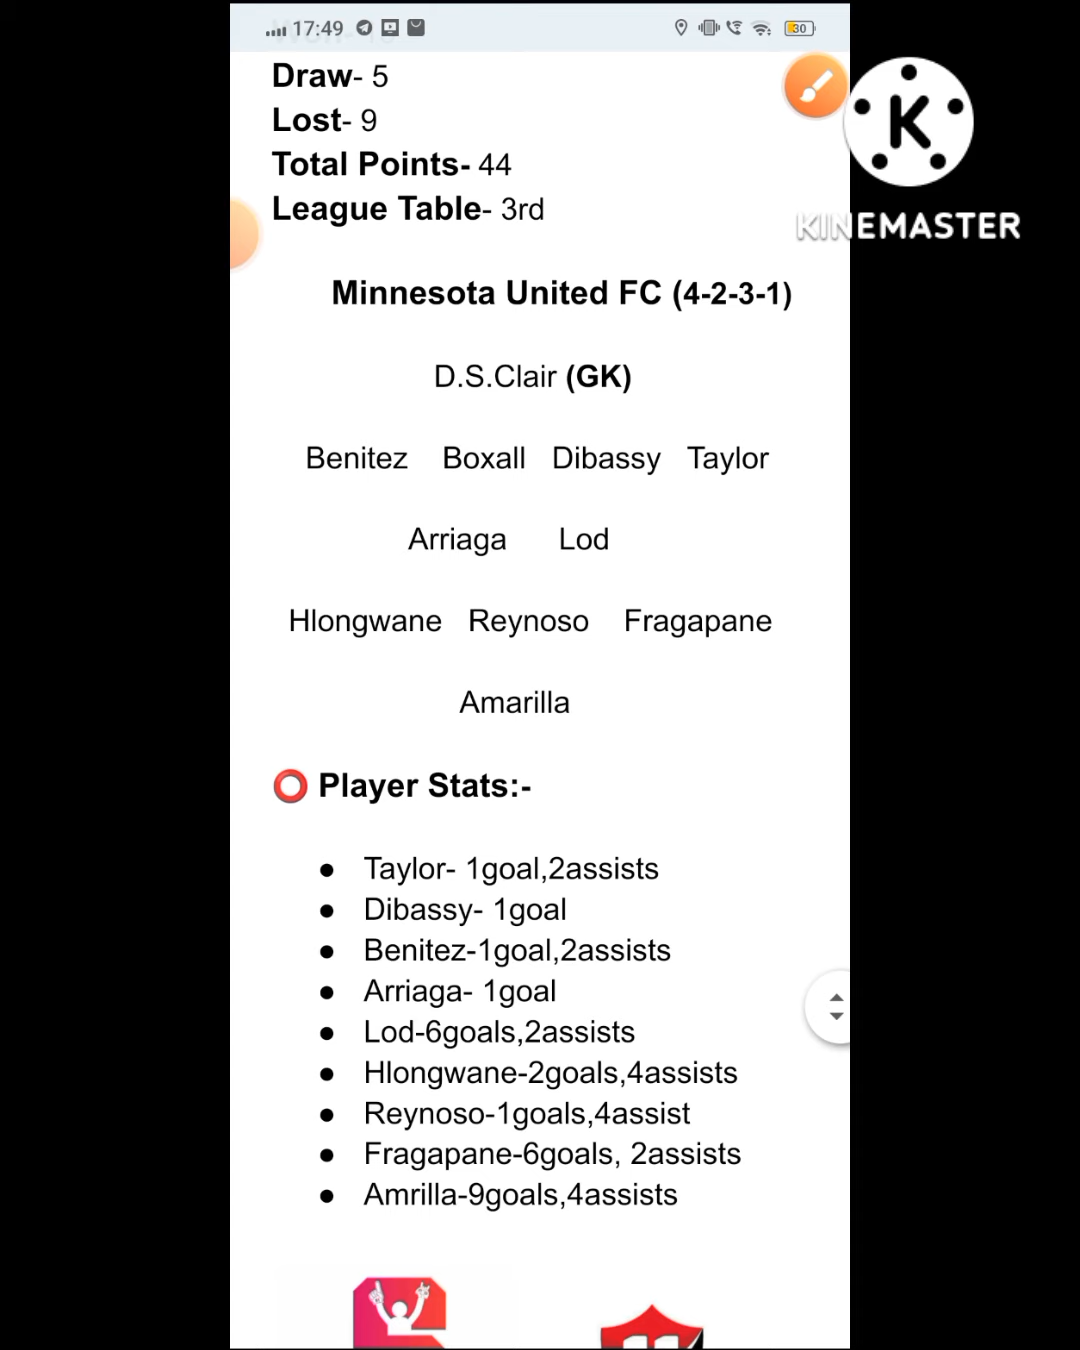 17:49
30
Draw- 5
Lost- 9
Total Points- 44
League Table- 3rd
K
KINEMASTER
Minnesota United FC (4-2-3-1)
D.S.Clair (GK)
Benitez Boxall Dibassy Taylor
Arriaga Lod
Hlongwane Reynoso Fragapane
Amarilla
Player Stats:-
Taylor- 1goal,2assists
Dibassy- 1goal
Benitez-1goal,2assists
Arriaga- 1goal
Lod-6goals,2assists
Hlongwane-2goals,4assists
Reynoso-1goals,4assist
Fragapane-6goals, 2assists
Amrilla-9goals,4assists